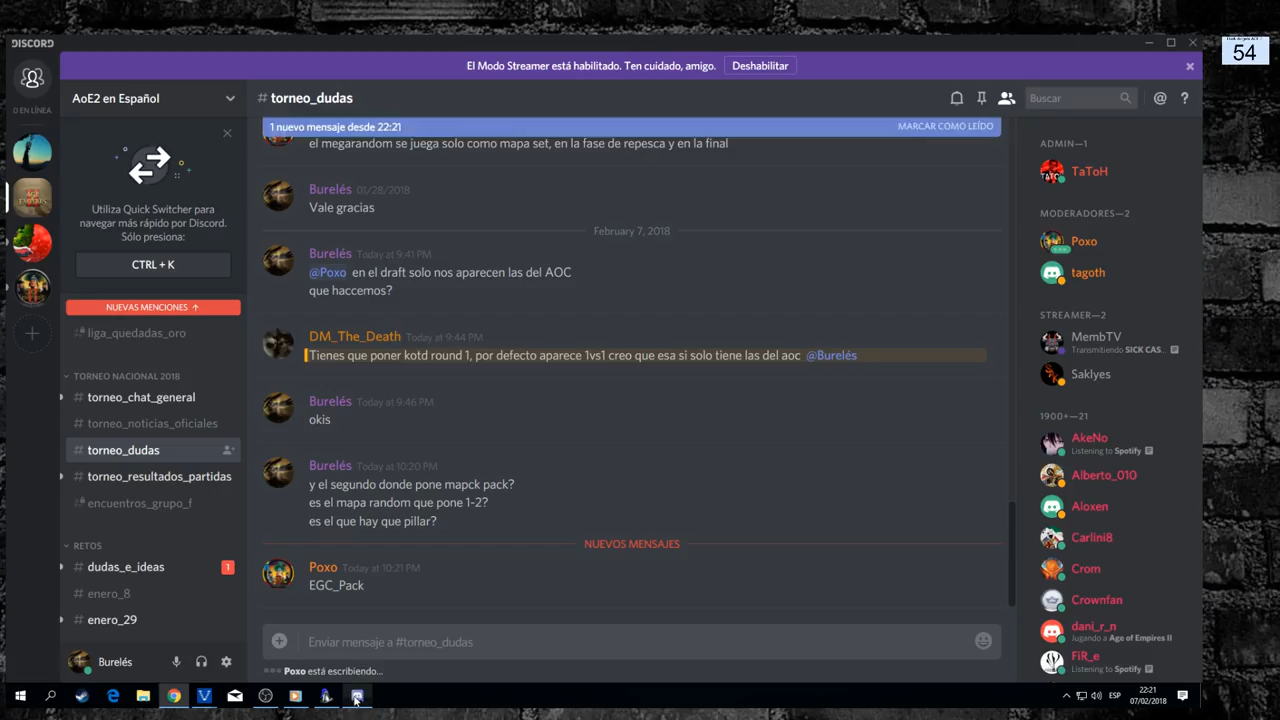 DISCORD
54
El Modo Streamer está habilitado. Ten cuidado, amigo.
Deshabilitar
0 EN LÍNEA
AoE2 en Español
Utiliza Quick Switcher para
navegar más rápido por Discord.
Sólo presiona:
CTRL + K
NUEVAS MENCIONES ↑
liga_quedadas_oro
TORNEO NACIONAL 2018
# torneo_chat_general
# torneo_noticias_oficiales
# torneo_dudas
# torneo_resultados_partidas
encuentros_grupo_f
RETOS
# dudas_e_ideas 1
# enero_8
# enero_29
Burelés
# torneo_dudas
Buscar
1 nuevo mensaje desde 22:21
MARCAR COMO LEÍDO
el megarandom se juega solo como mapa set, en la fase de repesca y en la final
Burelés 01/28/2018
Vale gracias
February 7, 2018
Burelés Today at 9:41 PM
@Poxo en el draft solo nos aparecen las del AOC
que haccemos?
DM_The_Death Today at 9:44 PM
Tienes que poner kotd round 1, por defecto aparece 1vs1 creo que esa si solo tiene las del aoc @Burelés
Burelés Today at 9:46 PM
okis
Burelés Today at 10:20 PM
y el segundo donde pone mapck pack?
es el mapa random que pone 1-2?
es el que hay que pillar?
NUEVOS MENSAJES
Poxo Today at 10:21 PM
EGC_Pack
Enviar mensaje a #torneo_dudas
Poxo está escribiendo...
ADMIN—1
TaToH
MODERADORES—2
Poxo
tagoth
STREAMER—2
MembTV
Transmitiendo SICK CAS...
Saklyes
1900+—21
AkeNo
Listening to Spotify
Alberto_010
Aloxen
Carlini8
Crom
Crownfan
dani_r_n
Jugando a Age of Empires II
FiR_e
Listening to Spotify
ESP
22:21
07/02/2018